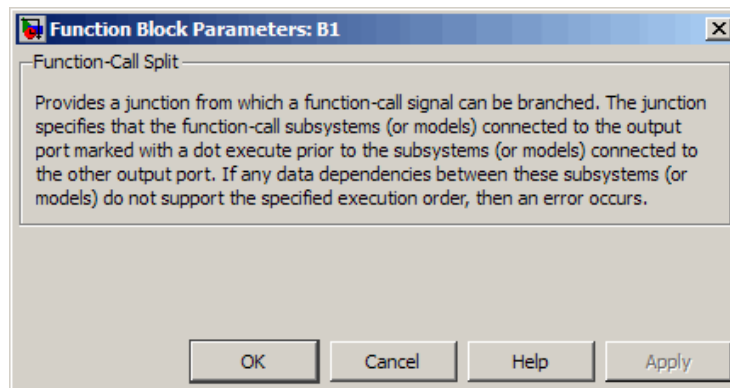 Function Block Parameters: B1
Function-Call Split
Provides a junction from which a function-call signal can be branched. The junction
specifies that the function-call subsystems (or models) connected to the output
port marked with a dot execute prior to the subsystems (or models) connected to
the other output port. If any data dependencies between these subsystems (or
models) do not support the specified execution order, then an error occurs.
OK Cancel Help Apply